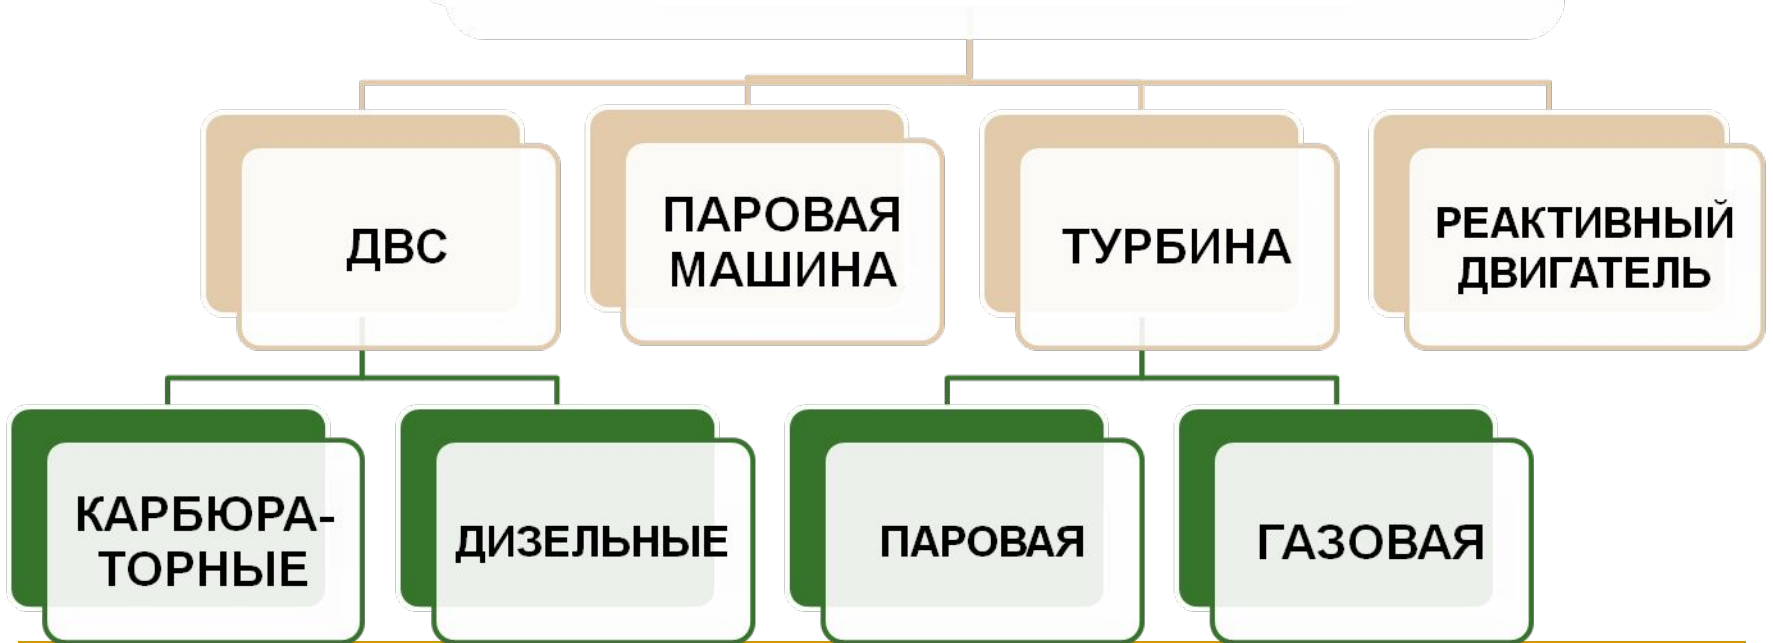 ДВС
ПАРОВАЯ
МАШИНА
ТУРБИНА
РЕАКТИВНЫЙ
ДВИГАТЕЛЬ
КАРБЮРА-
ТОРНЫЕ
ДИЗЕЛЬНЫЕ
ПАРОВАЯ
ГАЗОВАЯ